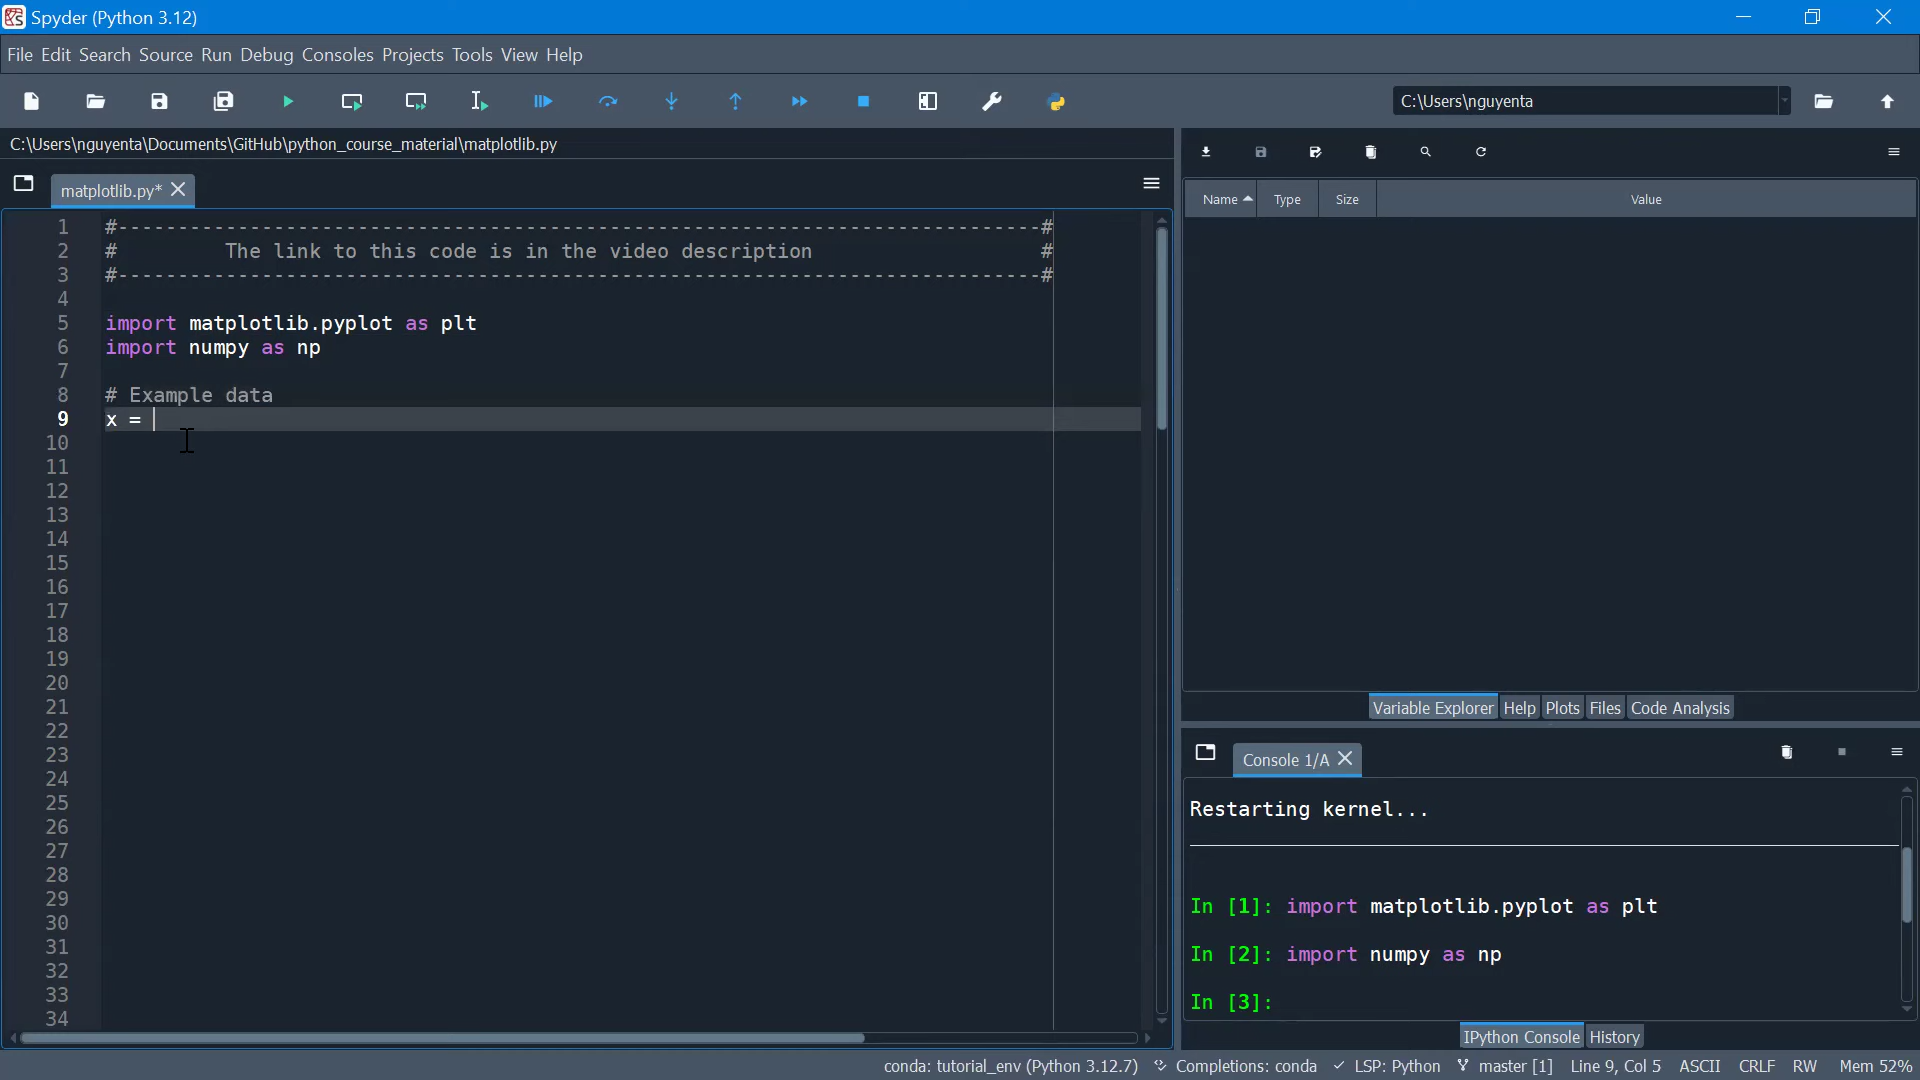 Spyder (Python 3.12)
File Edit Search Source Run Debug Consoles Projects Tools View Help
C:\Users\nguyenta
C:\Users\nguyenta\Documents\GitHub\python_course_material\matplotlib.py
matplotlib.py*
Name Type Size Value
1 #-----------------------------------------------------------------------------#
2 # The link to this code is in the video description #
3 #-----------------------------------------------------------------------------#
4
5 import matplotlib.pyplot as plt
6 import numpy as np
7
8 # Example data
9 x =
10
11
12
13
14
15
16
17
18
19
20
21
22
23
24
25
26
27
28
29
30
31
32
33
34
Variable Explorer Help Plots Files Code Analysis
Console 1/A
Restarting kernel...
In [1]: import matplotlib.pyplot as plt
In [2]: import numpy as np
In [3]:
IPython Console History
conda: tutorial_env (Python 3.12.7) Completions: conda LSP: Python master [1] Line 9, Col 5 ASCII CRLF RW Mem 52%